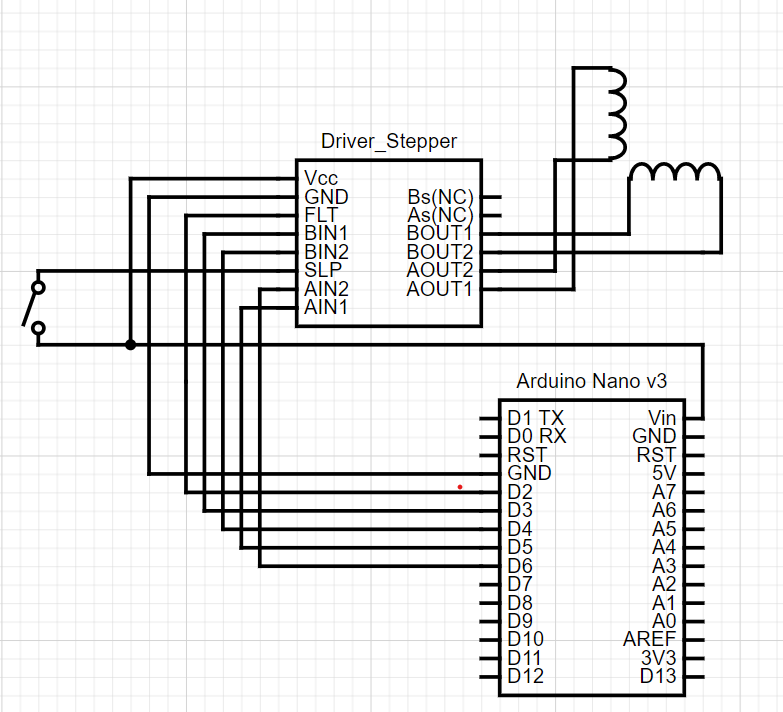 Driver_Stepper
Vcc
GND
FLT
BIN1
BIN2
SLP
AIN2
AIN1
Bs(NC)
As(NC)
BOUT1
BOUT2
AOUT2
AOUT1
Arduino Nano v3
D1 TX
D0 RX
RST
GND
D2
D3
D4
D5
D6
D7
D8
D9
D10
D11
D12
Vin
GND
RST
5V
A7
A6
A5
A4
A3
A2
A1
A0
AREF
3V3
D13